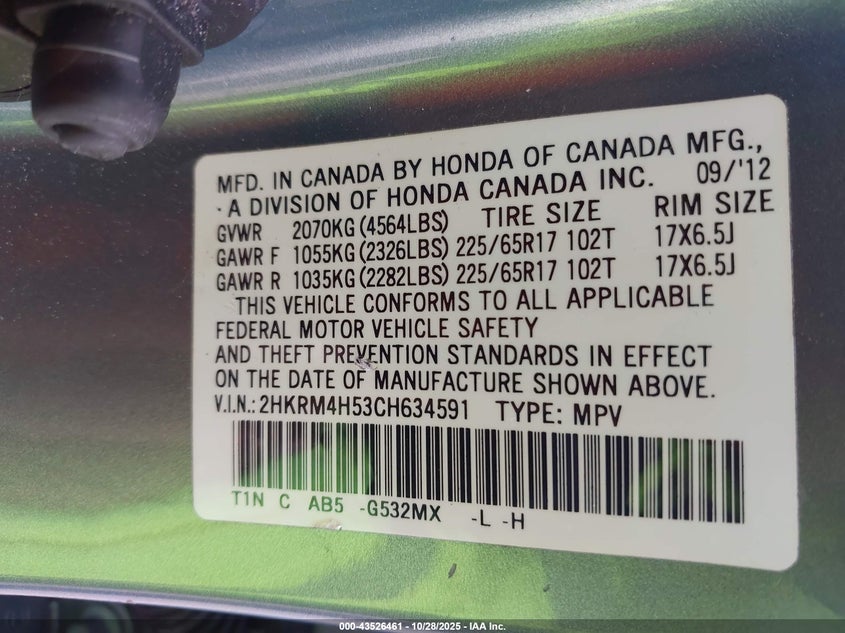 MFD. IN CANADA BY HONDA OF CANADA MFG.,
· A DIVISION OF HONDA CANADA INC. 09/'12
GVWR 2070KG (4564LBS) TIRE SIZE RIM SIZE
GAWR F 1055KG (2326LBS) 225/65R17 102T 17X6.5J
GAWR R 1035KG (2282LBS) 225/65R17 102T 17X6.5J
THIS VEHICLE CONFORMS TO ALL APPLICABLE
FEDERAL MOTOR VEHICLE SAFETY
AND THEFT PREVENTION STANDARDS IN EFFECT
ON THE DATE OF MANUFACTURE SHOWN ABOVE.
V.I.N.: 2HKRM4H53CH634591 TYPE: MPV
T1N C AB5 -G532MX -L -H
000-43526461 - 10/28/2025 - IAA Inc.